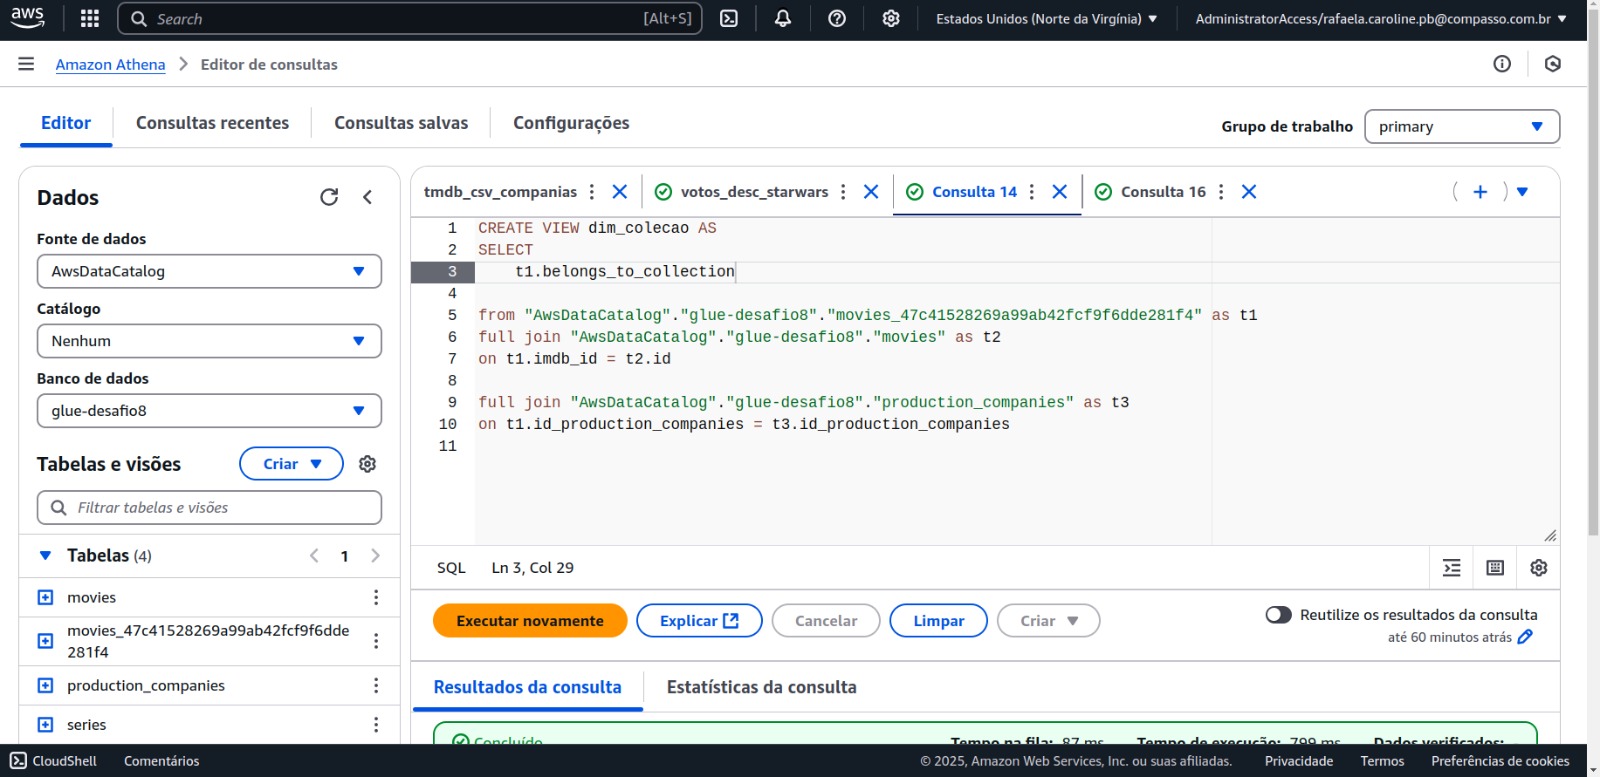 aws
Search [Alt+S]
Estados Unidos (Norte da Virgínia)
AdministratorAccess/rafaela.caroline.pb@compasso.com.br
Amazon Athena > Editor de consultas
Editor
Consultas recentes
Consultas salvas
Configurações
Grupo de trabalho
primary
Dados
Fonte de dados
AwsDataCatalog
Catálogo
Nenhum
Banco de dados
glue-desafio8
Tabelas e visões
Criar
Filtrar tabelas e visões
Tabelas (4)
1
movies
movies_47c41528269a99ab42fcf9f6dde
281f4
production_companies
series
tmdb_csv_companias
votos_desc_starwars
Consulta 14
Consulta 16
1 CREATE VIEW dim_colecao AS
2 SELECT
3 t1.belongs_to_collection
4
5 from "AwsDataCatalog"."glue-desafio8"."movies_47c41528269a99ab42fcf9f6dde281f4" as t1
6 full join "AwsDataCatalog"."glue-desafio8"."movies" as t2
7 on t1.imdb_id = t2.id
8
9 full join "AwsDataCatalog"."glue-desafio8"."production_companies" as t3
10 on t1.id_production_companies = t3.id_production_companies
11
SQL Ln 3, Col 29
Executar novamente
Explicar
Cancelar
Limpar
Criar
Reutilize os resultados da consulta
até 60 minutos atrás
Resultados da consulta
Estatísticas da consulta
Concluído
Tempo na fila: 87 ms
Tempo de execução: 799 ms
Dados verificados: -
CloudShell
Comentários
© 2025, Amazon Web Services, Inc. ou suas afiliadas.
Privacidade
Termos
Preferências de cookies